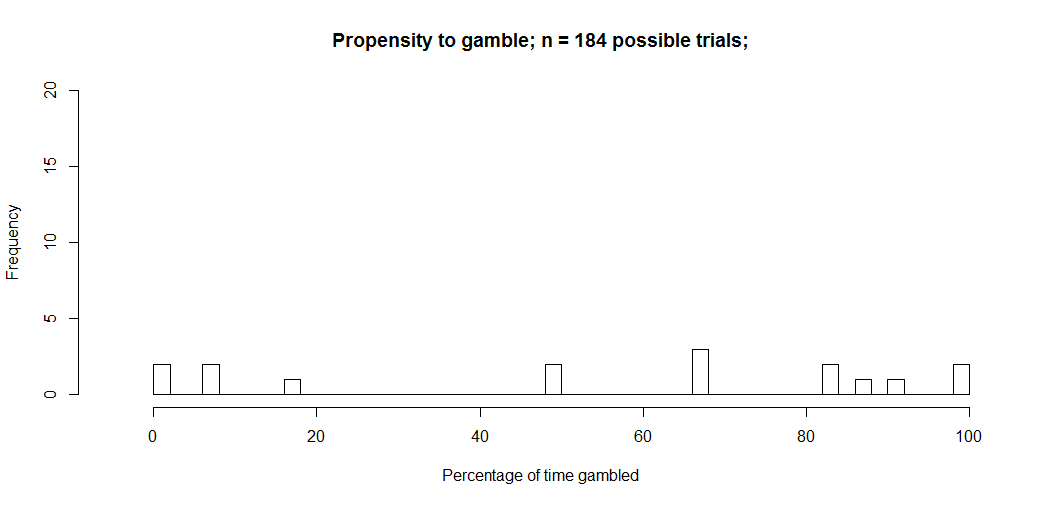 Propensity to gamble; n = 184 possible trials;
20
15
10
5
0
Frequency
0 20 40 60 80 100
Percentage of time gambled